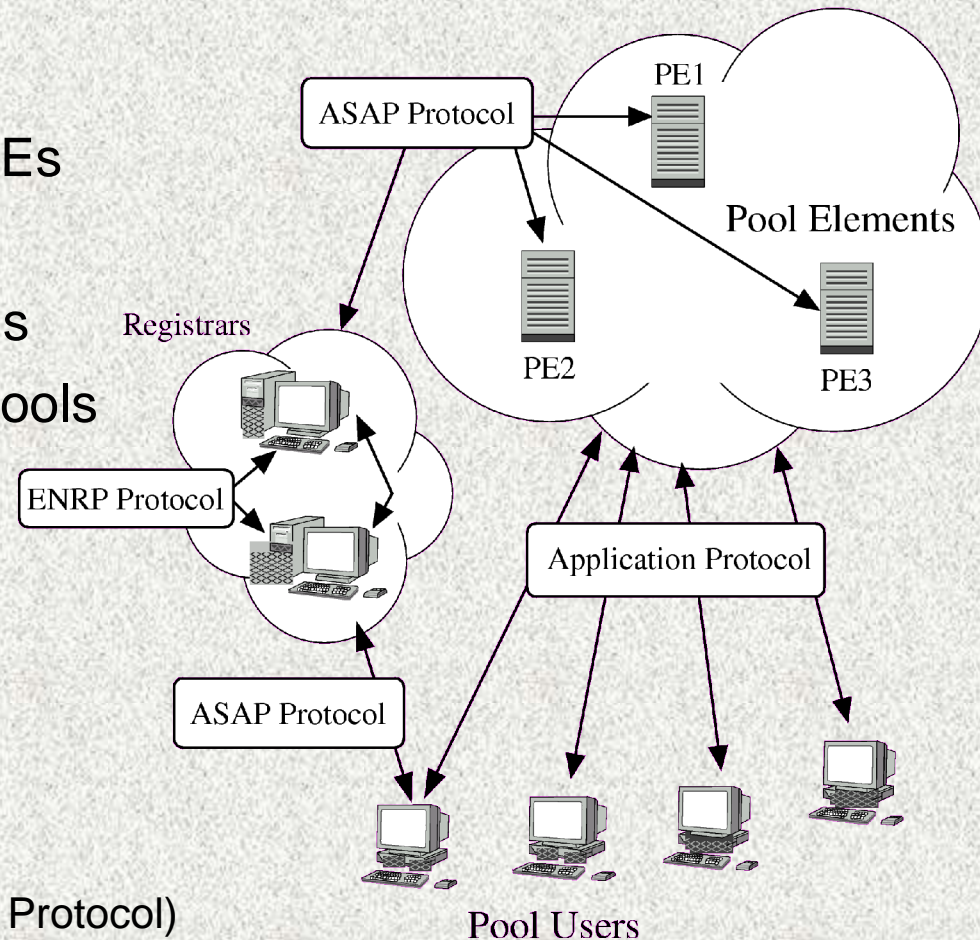 PE1
ASAP Protocol
Es
Pool Elements
s
Registrars
PE2
PE3
ools
ENRP Protocol
Application Protocol
ASAP Protocol
Protocol)
Pool Users